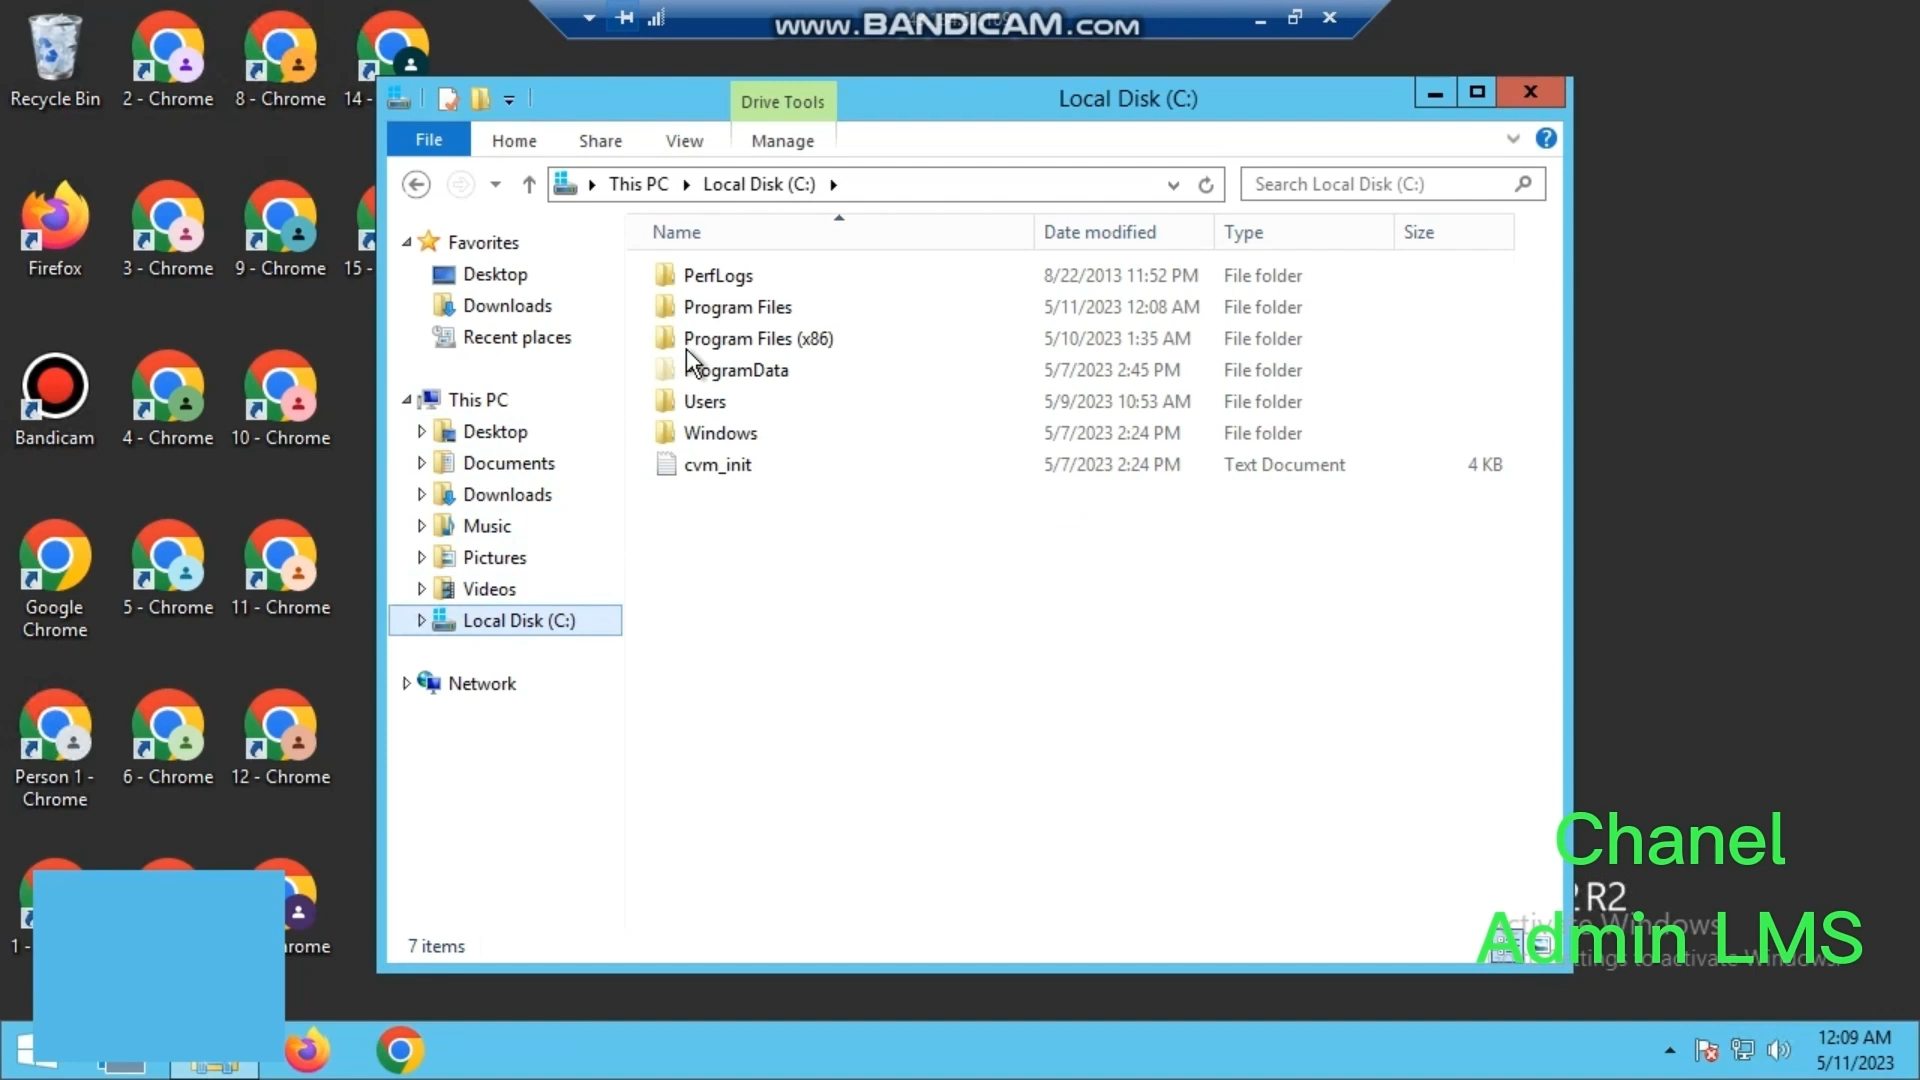 www.BANDICAM.com
Recycle Bin
2 - Chrome
8 - Chrome
14 -
Firefox
3 - Chrome
9 - Chrome
15 -
Bandicam
4 - Chrome
10 - Chrome
Google
Chrome
5 - Chrome
11 - Chrome
Person 1 -
Chrome
6 - Chrome
12 - Chrome
1 -
Drive Tools
Local Disk (C:)
File
Home
Share
View
Manage
This PC
Local Disk (C:)
Search Local Disk (C:)
Favorites
Desktop
Downloads
Recent places
This PC
Desktop
Documents
Downloads
Music
Pictures
Videos
Local Disk (C:)
Network
Name Date modified Type Size
PerfLogs 8/22/2013 11:52 PM File folder
Program Files 5/11/2023 12:08 AM File folder
Program Files (x86) 5/10/2023 1:35 AM File folder
ProgramData 5/7/2023 2:45 PM File folder
Users 5/9/2023 10:53 AM File folder
Windows 5/7/2023 2:24 PM File folder
cvm_init 5/7/2023 2:24 PM Text Document 4 KB
7 items
Chanel
R2
Windows
Admin LMS
to activate Windows.
12:09 AM
5/11/2023